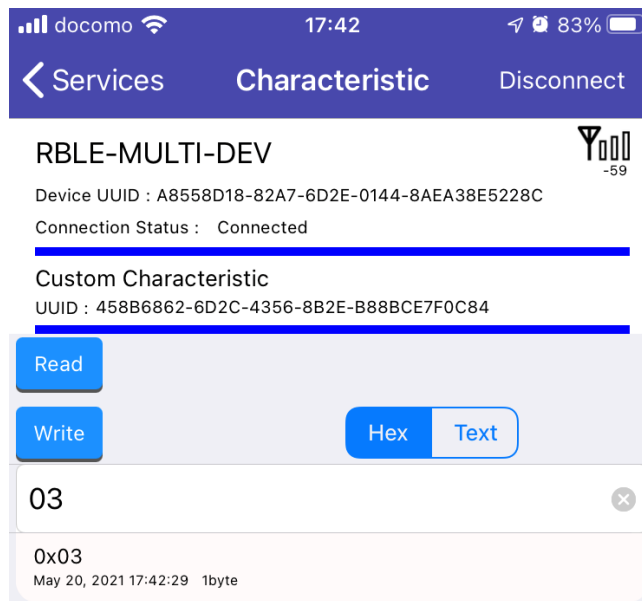 docomo 17:42 83%
Services Characteristic Disconnect
RBLE-MULTI-DEV
-59
Device UUID : A8558D18-82A7-6D2E-0144-8AEA38E5228C
Connection Status : Connected
Custom Characteristic
UUID : 458B6862-6D2C-4356-8B2E-B88BCE7F0C84
Read
Write Hex Text
03
0x03
May 20, 2021 17:42:29 1byte